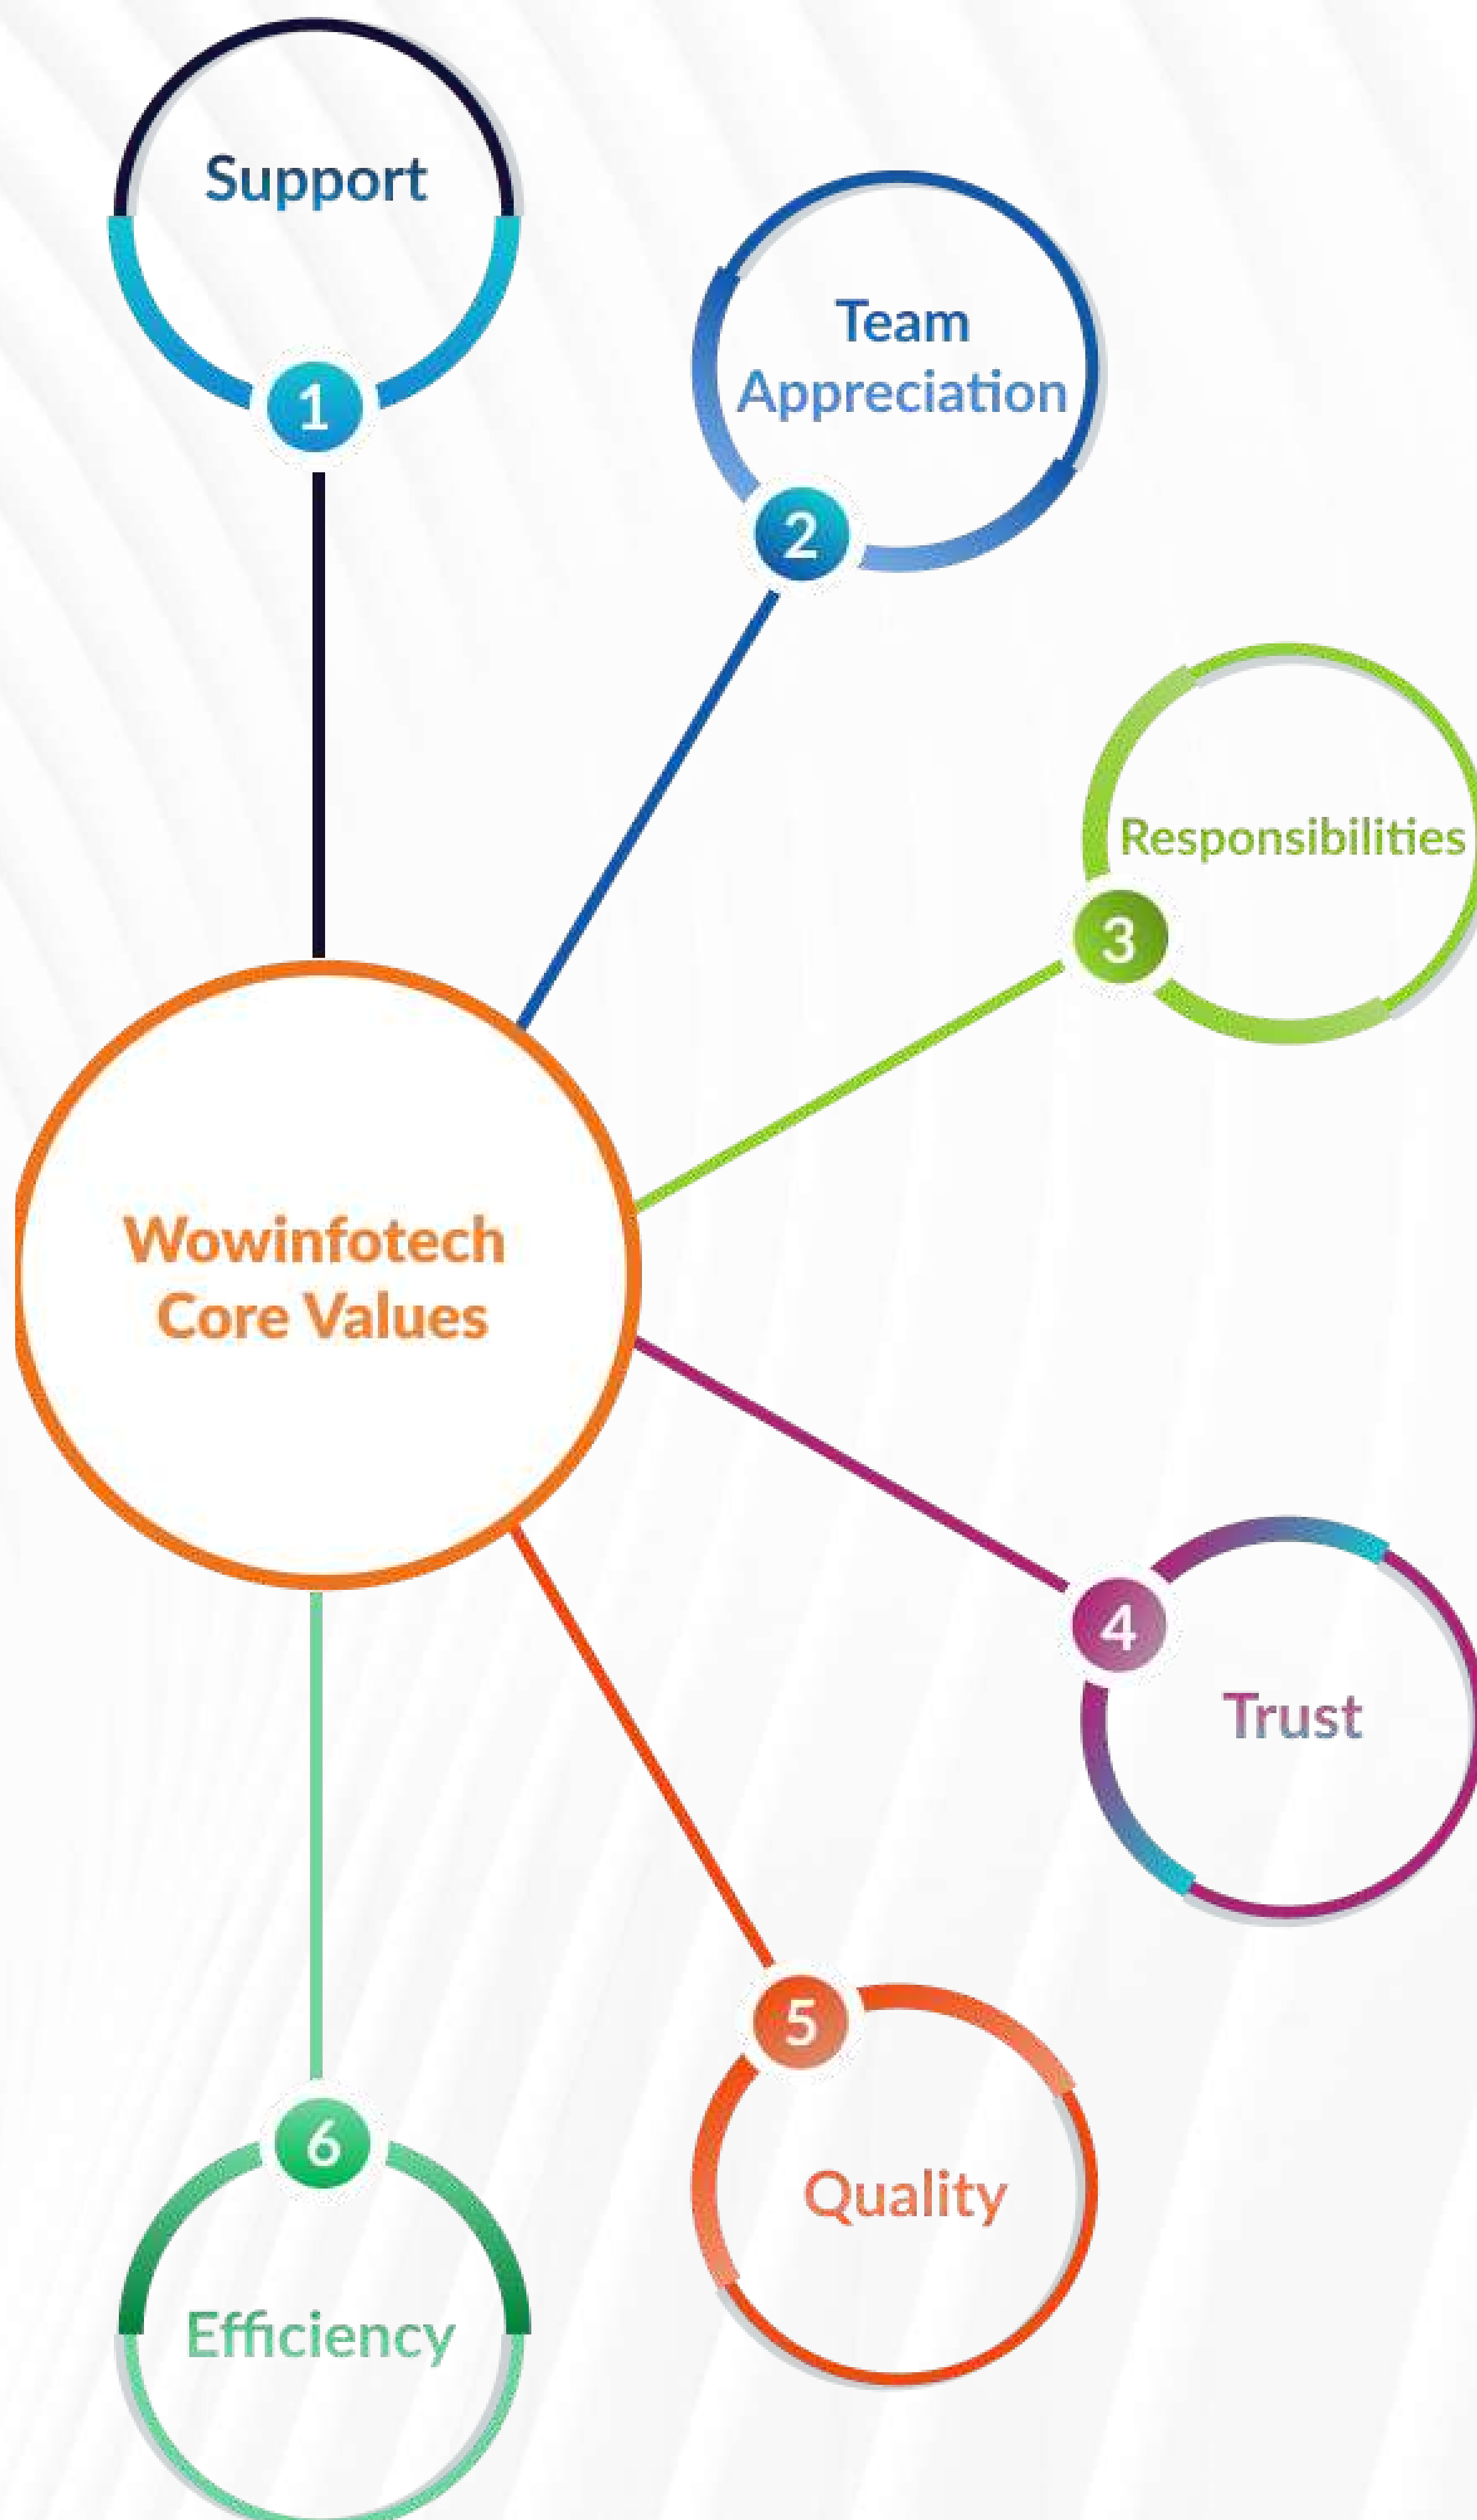 Support
1
Team
Appreciation
2
Responsibilities
3
Wowinfotech
Core Values
4
Trust
5
Quality
6
Efficiency